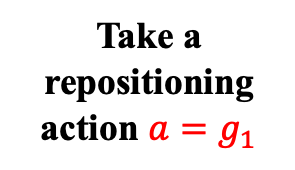 Take a
repositioning
action a = g₁